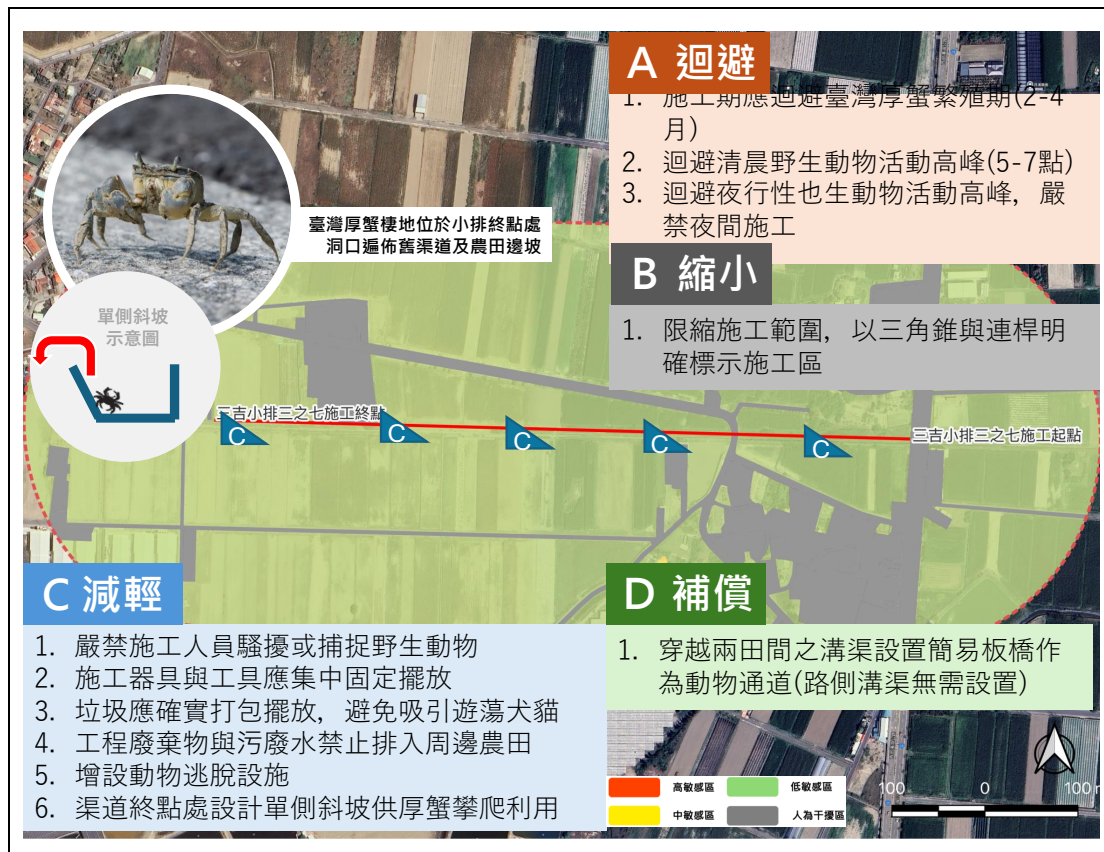 A 迴避
1. 施工期應迴避臺灣厚蟹繁殖期(2-4
月)
2. 迴避清晨野生動物活動高峰(5-7點)
3. 迴避夜行性也生動物活動高峰，嚴
禁夜間施工
臺灣厚蟹棲地位於小排終點處
洞口遍佈舊渠道及農田邊坡
B 縮小
1. 限縮施工範圍，以三角錐與連桿明
確標示施工區
單側斜坡
示意圖
三吉小排三之七施工終點
C
C
C
C
C
三吉小排三之七施工起點
C 減輕
1. 嚴禁施工人員騷擾或捕捉野生動物
2. 施工器具與工具應集中固定擺放
3. 垃圾應確實打包擺放，避免吸引遊蕩犬貓
4. 工程廢棄物與污廢水禁止排入周邊農田
5. 增設動物逃脫設施
6. 渠道終點處設計單側斜坡供厚蟹攀爬利用
D 補償
1. 穿越兩田間之溝渠設置簡易板橋作
為動物通道(路側溝渠無需設置)
高敏感區
低敏感區
中敏感區
人為干擾區
100 0 100 m